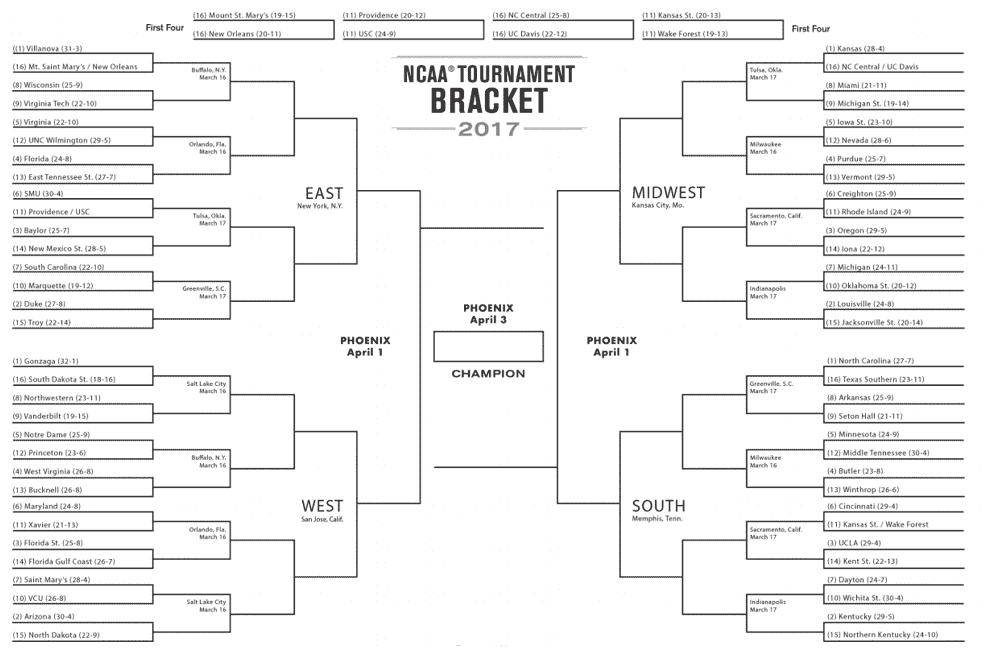 (16) Mount St. Mary's (19-15)
(11) Providence (20-12)
(16) NC Central (25-8)
(11) Kansas St. (20-13)
First Four
(16) New Orleans (20-11)
(11) USC (24-9)
(16) UC Davis (22-12)
(11) Wake Forest (19-13)
First Four
NCAA® TOURNAMENT
BRACKET
2017
((1) Villanova (31-3)
(16) Mt. Saint Mary's / New Orleans
Buffalo, N.Y.
March 16
(8) Wisconsin (25-9)
(9) Virginia Tech (22-10)
(5) Virginia (22-10)
(12) UNC Wilmington (29-5)
Orlando, Fla.
March 16
(4) Florida (24-8)
(13) East Tennessee St. (27-7)
EAST
New York, N.Y.
(6) SMU (30-4)
(11) Providence / USC
Tulsa, Okla.
March 17
(3) Baylor (25-7)
(14) New Mexico St. (28-5)
(7) South Carolina (22-10)
(10) Marquette (19-12)
Greenville, S.C.
March 17
(2) Duke (27-8)
(15) Troy (22-14)
PHOENIX
April 1
(1) Gonzaga (32-1)
(16) South Dakota St. (18-16)
Salt Lake City
March 16
(8) Northwestern (23-11)
(9) Vanderbilt (19-15)
(5) Notre Dame (25-9)
(12) Princeton (23-6)
Buffalo, N.Y.
March 16
(4) West Virginia (26-8)
(13) Bucknell (26-8)
WEST
San Jose, Calif.
(6) Maryland (24-8)
(11) Xavier (21-13)
Orlando, Fla.
March 16
(3) Florida St. (25-8)
(14) Florida Gulf Coast (26-7)
(7) Saint Mary's (28-4)
(10) VCU (26-8)
Salt Lake City
March 16
(2) Arizona (30-4)
(15) North Dakota (22-9)
PHOENIX
April 3
CHAMPION
(1) Kansas (28-4)
(16) NC Central / UC Davis
Tulsa, Okla.
March 17
(8) Miami (21-11)
(9) Michigan St. (19-14)
(5) Iowa St. (23-10)
(12) Nevada (28-6)
Milwaukee
March 16
(4) Purdue (25-7)
(13) Vermont (29-5)
MIDWEST
Kansas City, Mo.
(6) Creighton (25-9)
(11) Rhode Island (24-9)
Sacramento, Calif.
March 17
(3) Oregon (29-5)
(14) Iona (22-12)
(7) Michigan (24-11)
(10) Oklahoma St. (20-12)
Indianapolis
March 17
(2) Louisville (24-8)
(15) Jacksonville St. (20-14)
PHOENIX
April 1
(1) North Carolina (27-7)
(16) Texas Southern (23-11)
Greenville, S.C.
March 17
(8) Arkansas (25-9)
(9) Seton Hall (21-11)
(5) Minnesota (24-9)
(12) Middle Tennessee (30-4)
Milwaukee
March 16
(4) Butler (23-8)
(13) Winthrop (26-6)
SOUTH
Memphis, Tenn.
(6) Cincinnati (29-4)
(11) Kansas St. / Wake Forest
Sacramento, Calif.
March 17
(3) UCLA (29-4)
(14) Kent St. (22-13)
(7) Dayton (24-7)
(10) Wichita St. (30-4)
Indianapolis
March 17
(2) Kentucky (29-5)
(15) Northern Kentucky (24-10)